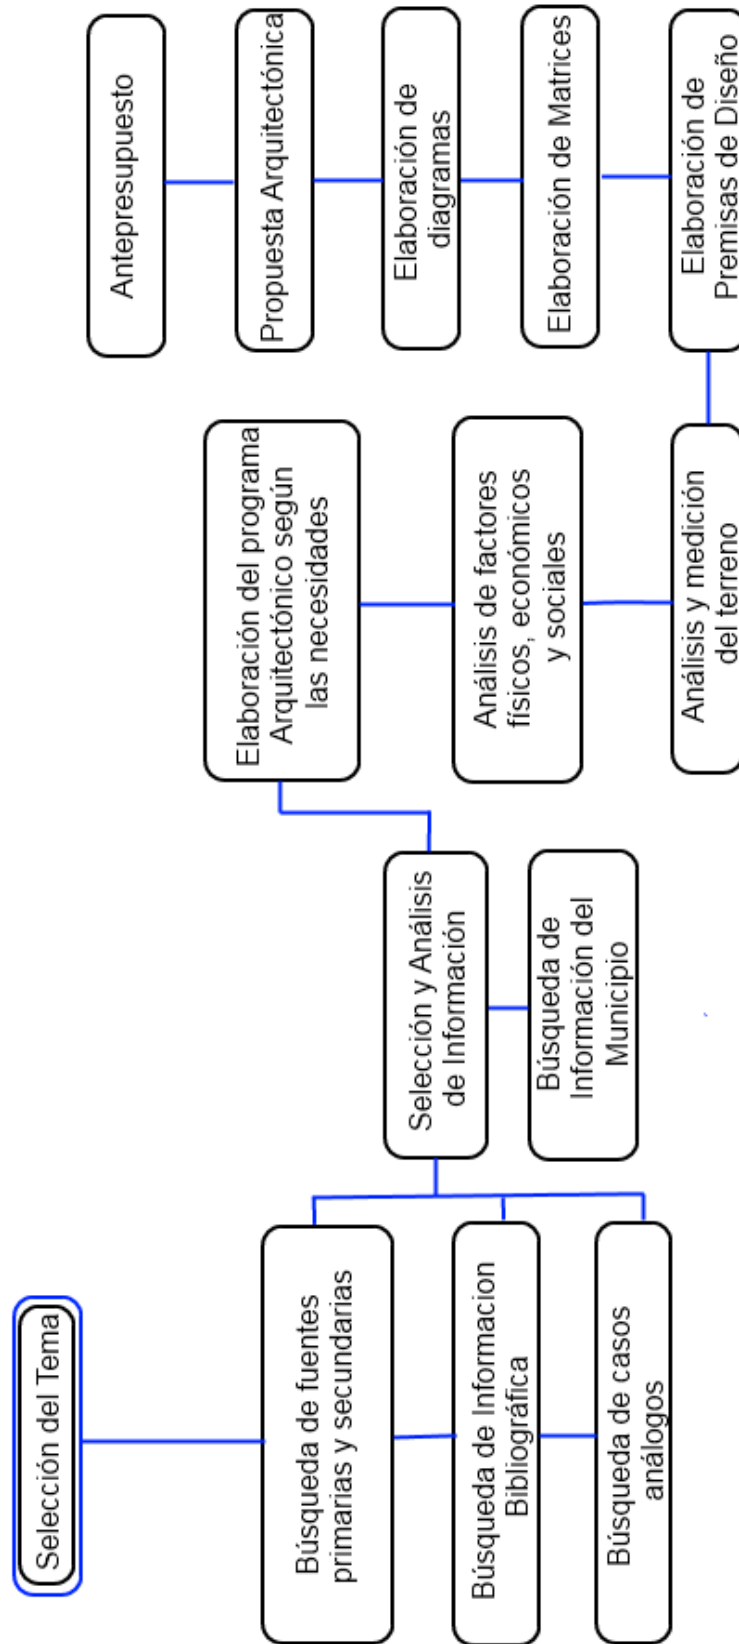 Selección del Tema
Búsqueda de fuentes
primarias y secundarias
Búsqueda de Informacion
Bibliográfica
Búsqueda de casos
análogos
Selección y Análisis
de Información
Búsqueda de
Información del
Municipio
Elaboración del programa
Arquitectónico según
las necesidades
Análisis de factores
físicos, económicos
y sociales
Análisis y medición
del terreno
Elaboración de
Premisas de Diseño
Elaboración de Matrices
Elaboración de
diagramas
Propuesta Arquitectónica
Antepresupuesto